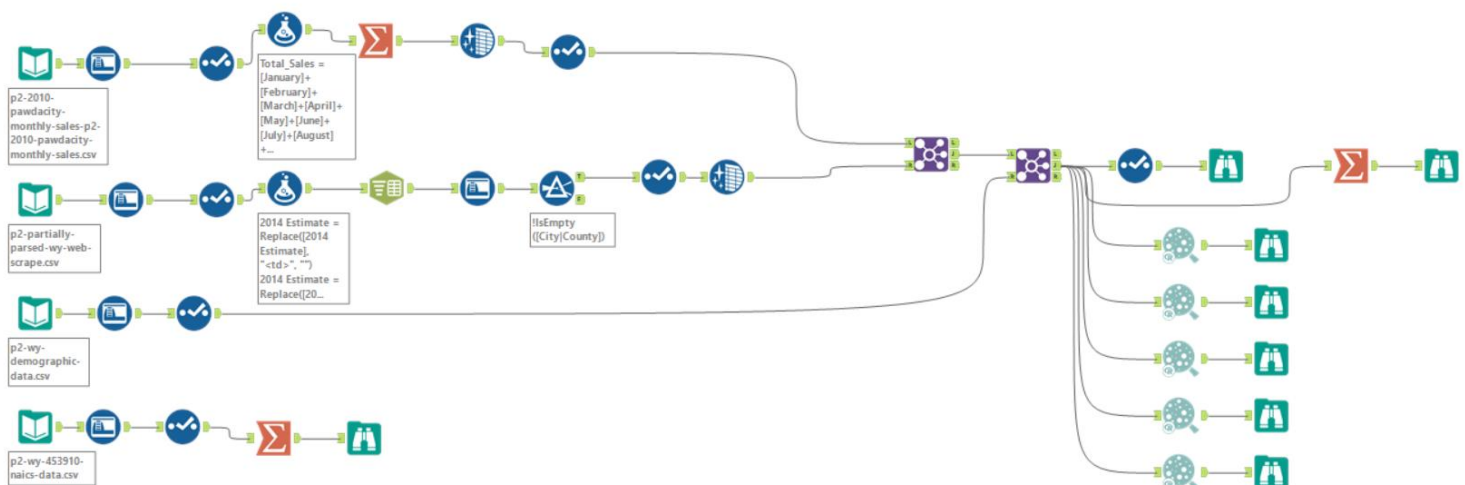 p2-2010-
pawdacity-
monthly-sales-p2-
2010-pawdacity-
monthly-sales.csv
Total_Sales =
[January]+
[February]+
[March]+[April]+
[May]+[June]+
[July]+[August]
+...
p2-partially-
parsed-wy-web-
scrape.csv
2014 Estimate =
Replace([2014
Estimate],
"<td>", "")
2014 Estimate =
Replace([20...
!IsEmpty
([City|County])
p2-wy-
demographic-
data.csv
p2-wy-453910-
naics-data.csv